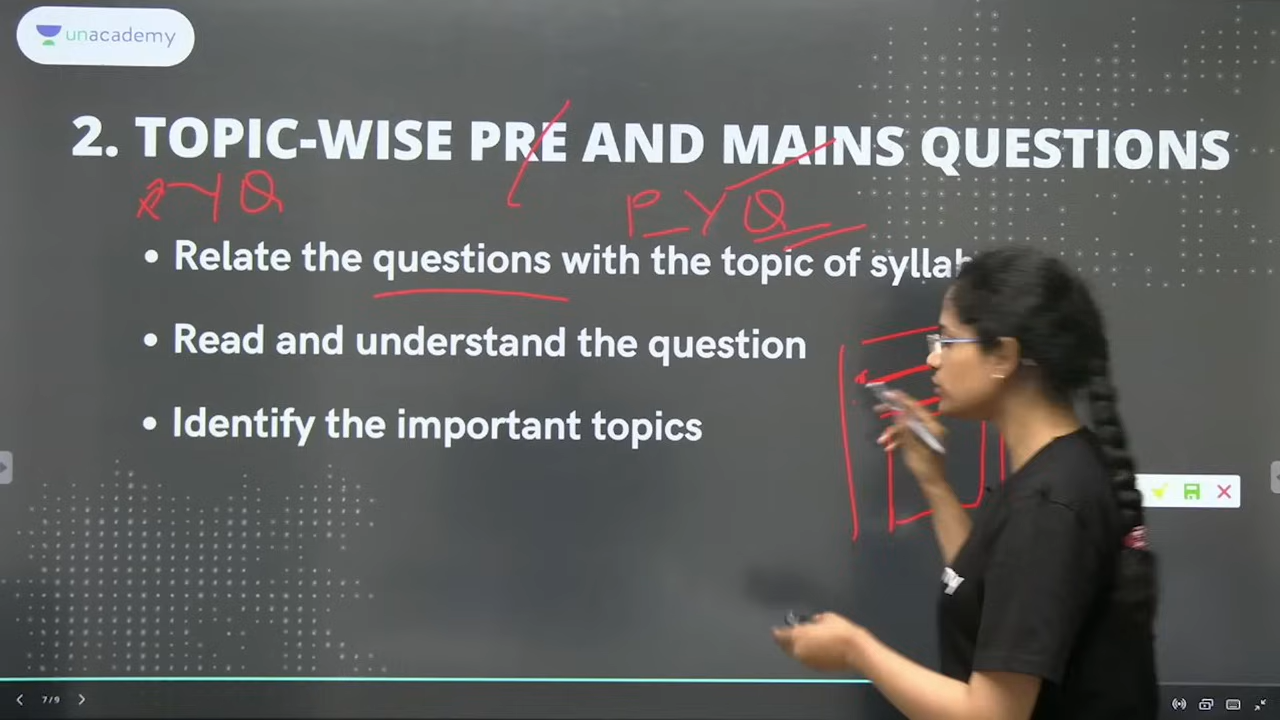 unacademy
2. TOPIC-WISE PRE AND MAINS QUESTIONS
PYQ
PYQ
• Relate the questions with the topic of syllab
• Read and understand the question
• Identify the important topics
7/9